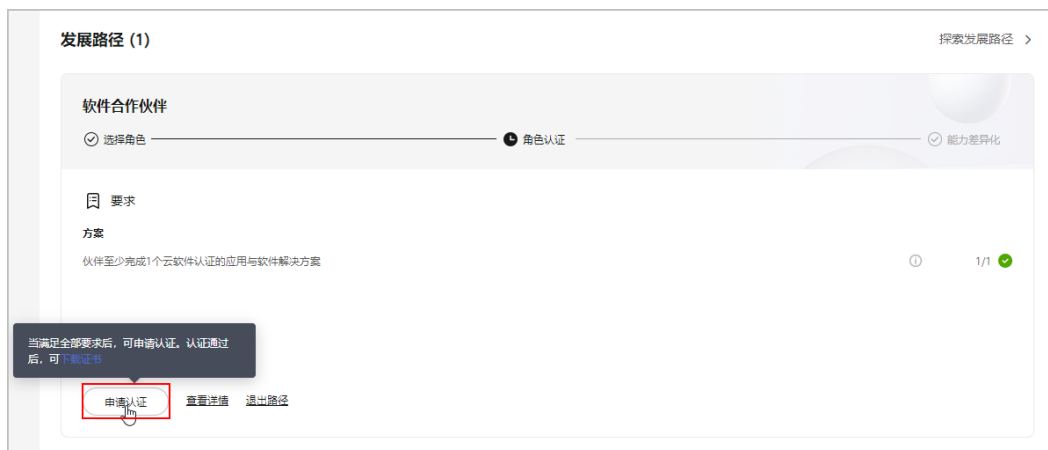 发展路径 (1)
探索发展路径
软件合作伙伴
选择角色
角色认证
能力差异化
要求
方案
伙伴至少完成1个云软件认证的应用与软件解决方案
1/1
当满足全部要求后，可申请认证。认证通过
后，可下载证书
申请认证
查看详情
退出路径